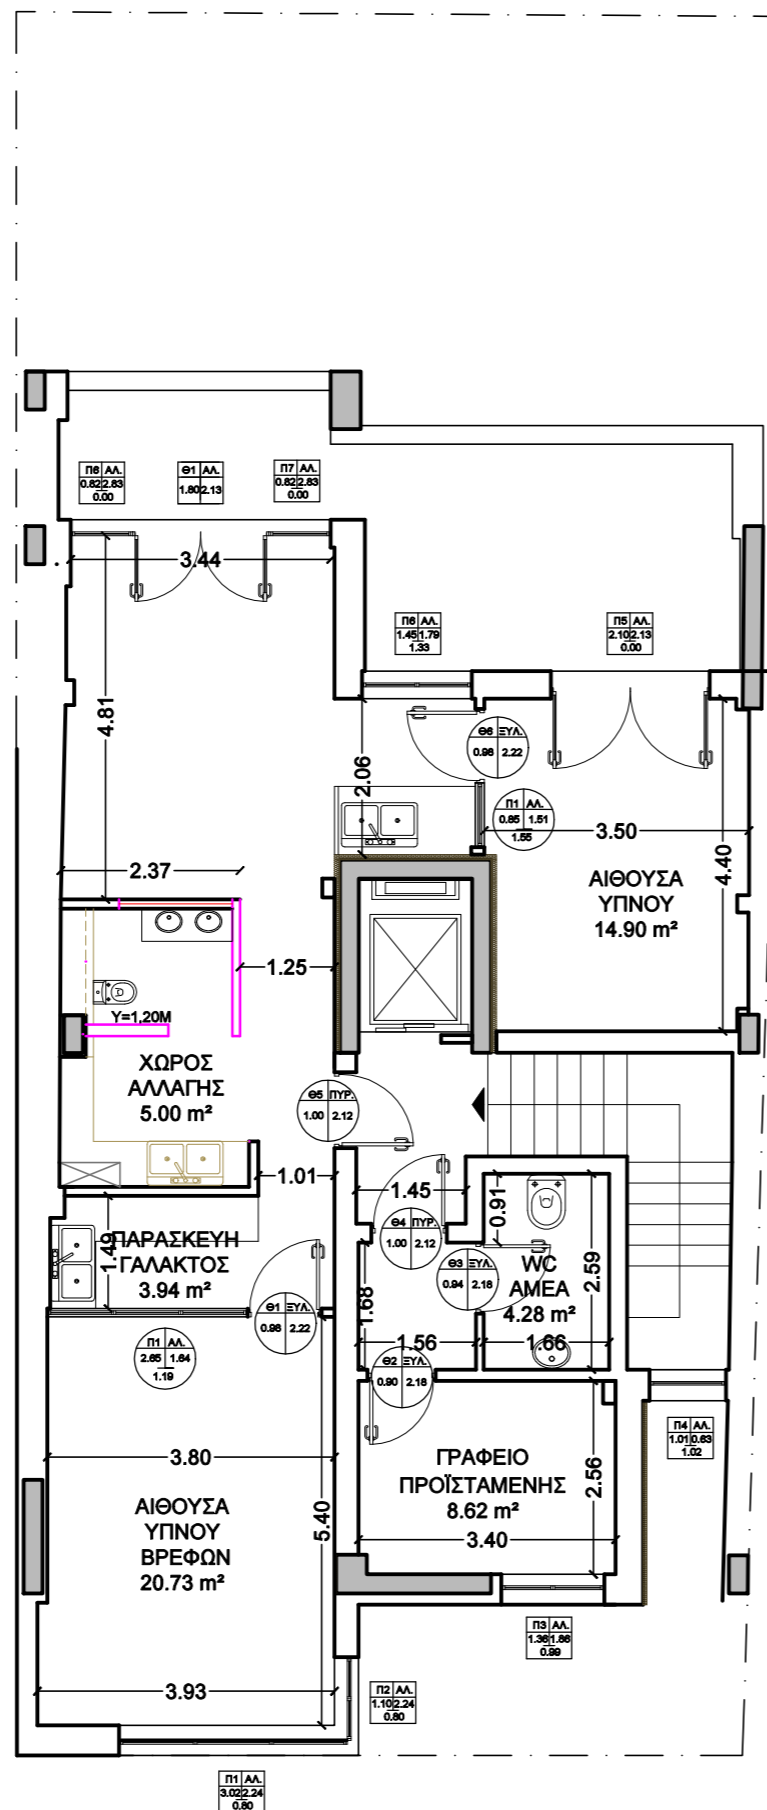 Π6 ΑΛ.
0.82 2.83
0.00
Θ1 ΑΛ.
1.80 2.13
Π7 ΑΛ.
0.82 2.83
0.00
3.44
Π6 ΑΛ.
1.45 1.79
1.33
Π5 ΑΛ.
2.10 2.13
0.00
4.81
2.06
Θ6 ΞΥΛ.
0.98 2.22
Π1 ΑΛ.
0.85 1.51
1.55
3.50
4.40
2.37
ΑΙΘΟΥΣΑ
ΥΠΝΟΥ
14.90 m²
1.25
Υ=1,20Μ
ΧΩΡΟΣ
ΑΛΛΑΓΗΣ
5.00 m²
Θ5 ΠΥΡ.
1.00 2.12
1.01
1.45
0.91
Θ4 ΠΥΡ.
1.00 2.12
1.49
ΠΑΡΑΣΚΕΥΗ
ΓΑΛΑΚΤΟΣ
3.94 m²
Θ3 ΞΥΛ.
0.94 2.18
WC
ΑΜΕΑ
4.28 m²
2.59
1.68
Θ1 ΞΥΛ.
0.98 2.22
1.56
1.66
Π1 ΑΛ.
2.65 1.64
1.19
Θ2 ΞΥΛ.
0.90 2.18
Π4 ΑΛ.
1.01 0.63
1.02
3.80
ΓΡΑΦΕΙΟ
ΠΡΟΪΣΤΑΜΕΝΗΣ
8.62 m²
2.56
3.40
ΑΙΘΟΥΣΑ
ΥΠΝΟΥ
ΒΡΕΦΩΝ
20.73 m²
5.40
Π3 ΑΛ.
1.36 1.86
0.99
3.93
Π2 ΑΛ.
1.10 2.24
0.80
Π1 ΑΛ.
3.02 2.24
0.80